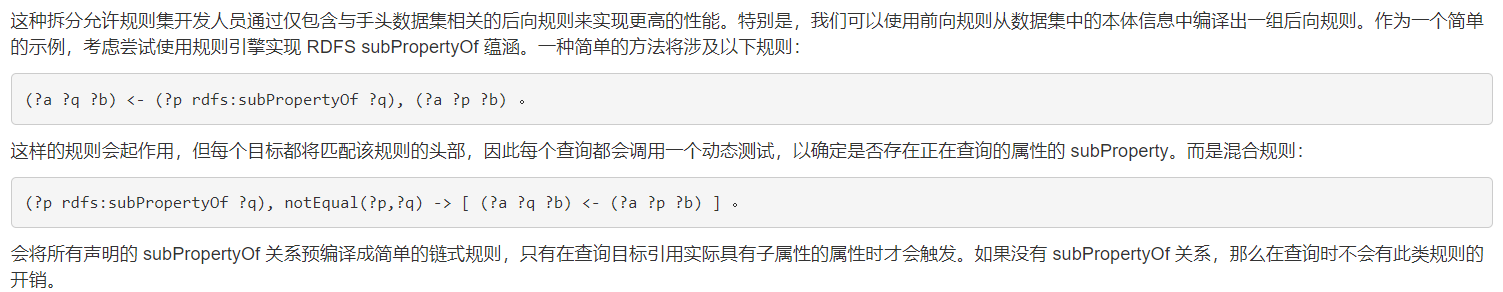 这种拆分允许规则集开发人员通过仅包含与手头数据集相关的后向规则来实现更高的性能。特别是，我们可以使用前向规则从数据集中的本体信息中编译出一组后向规则。作为一个简单
的示例，考虑尝试使用规则引擎实现 RDFS subPropertyOf 蕴涵。一种简单的方法将涉及以下规则：
(?a ?q ?b) <- (?p rdfs:subPropertyOf ?q), (?a ?p ?b) 。
这样的规则会起作用，但每个目标都将匹配该规则的头部，因此每个查询都会调用一个动态测试，以确定是否存在正在查询的属性的 subProperty。而是混合规则：
(?p rdfs:subPropertyOf ?q), notEqual(?p,?q) -> [ (?a ?q ?b) <- (?a ?p ?b) ] 。
会将所有声明的 subPropertyOf 关系预编译成简单的链式规则，只有在查询目标引用实际具有子属性的属性时才会触发。如果没有 subPropertyOf 关系，那么在查询时不会有此类规则的
开销。